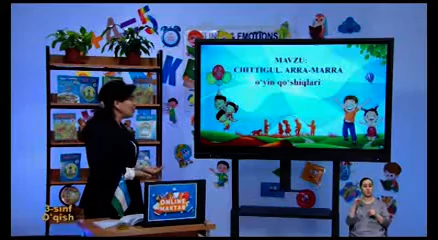 & EMOTIONS
MAVZU:
CHITTIGUL. ARRA-MARRA
o'yin qo'shiqlari
ONLINE
MAKTAB
3-sinf
O'qish